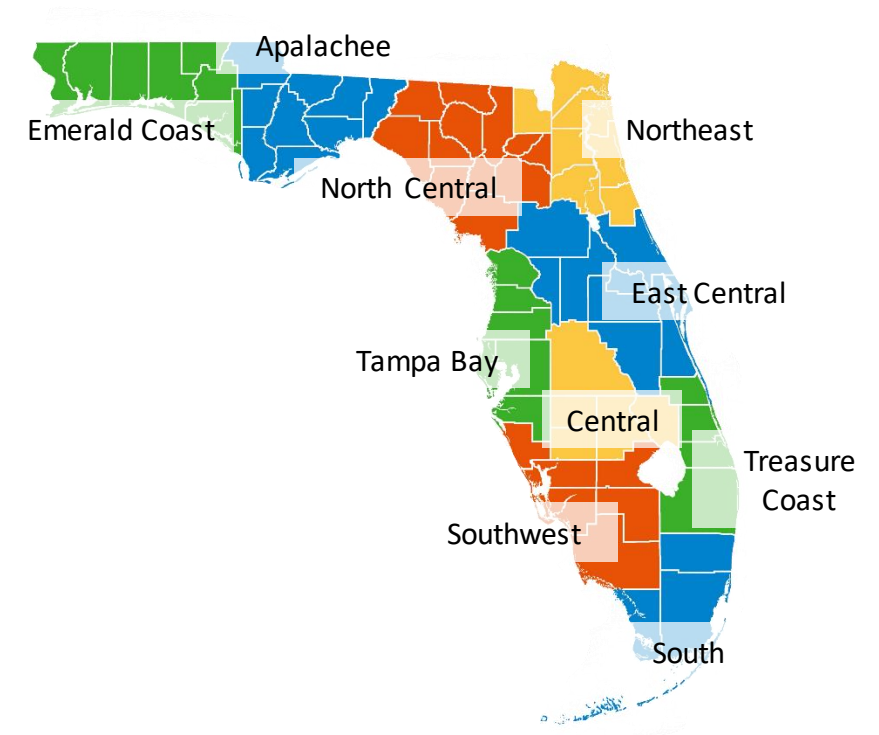 Apalachee
Emerald Coast
Northeast
North Central
East Central
Tampa Bay
Central
Treasure
Coast
Southwest
South